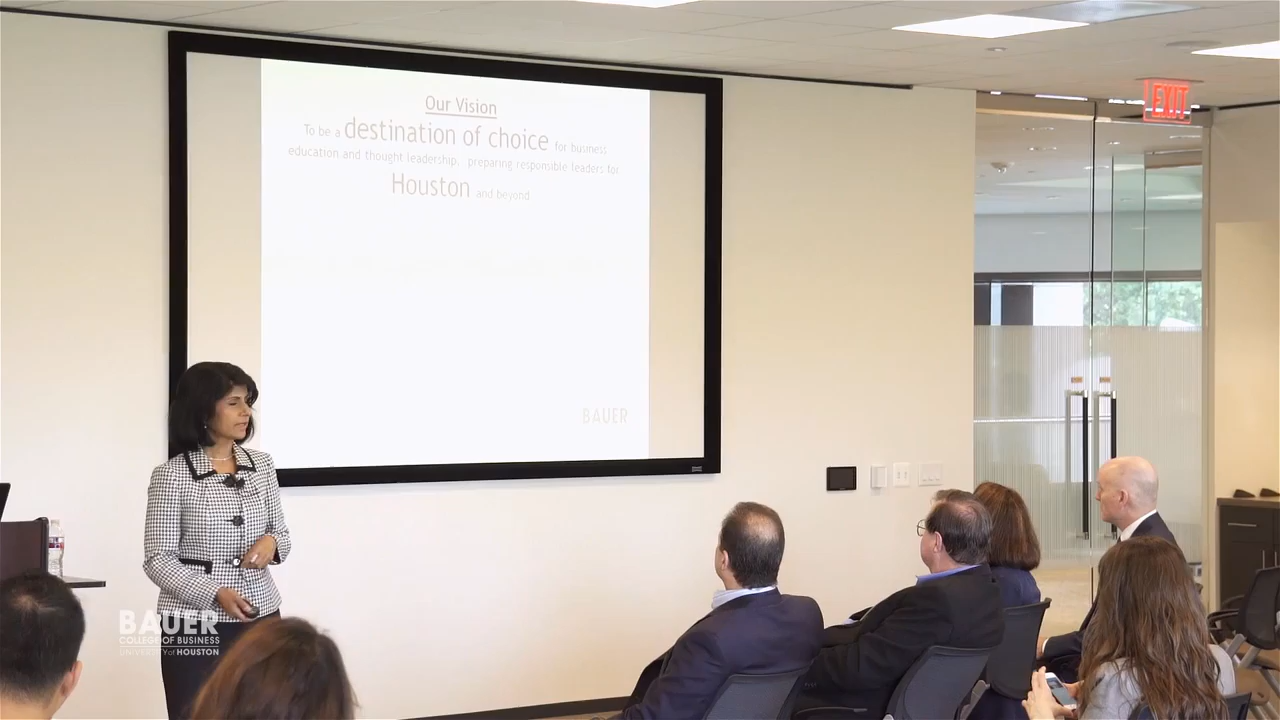 Our Vision
To be a destination of choice for business
education and thought leadership, preparing responsible leaders for
Houston and beyond
BAUER
EXIT
BAUER
COLLEGE OF BUSINESS
UNIVERSITY of HOUSTON